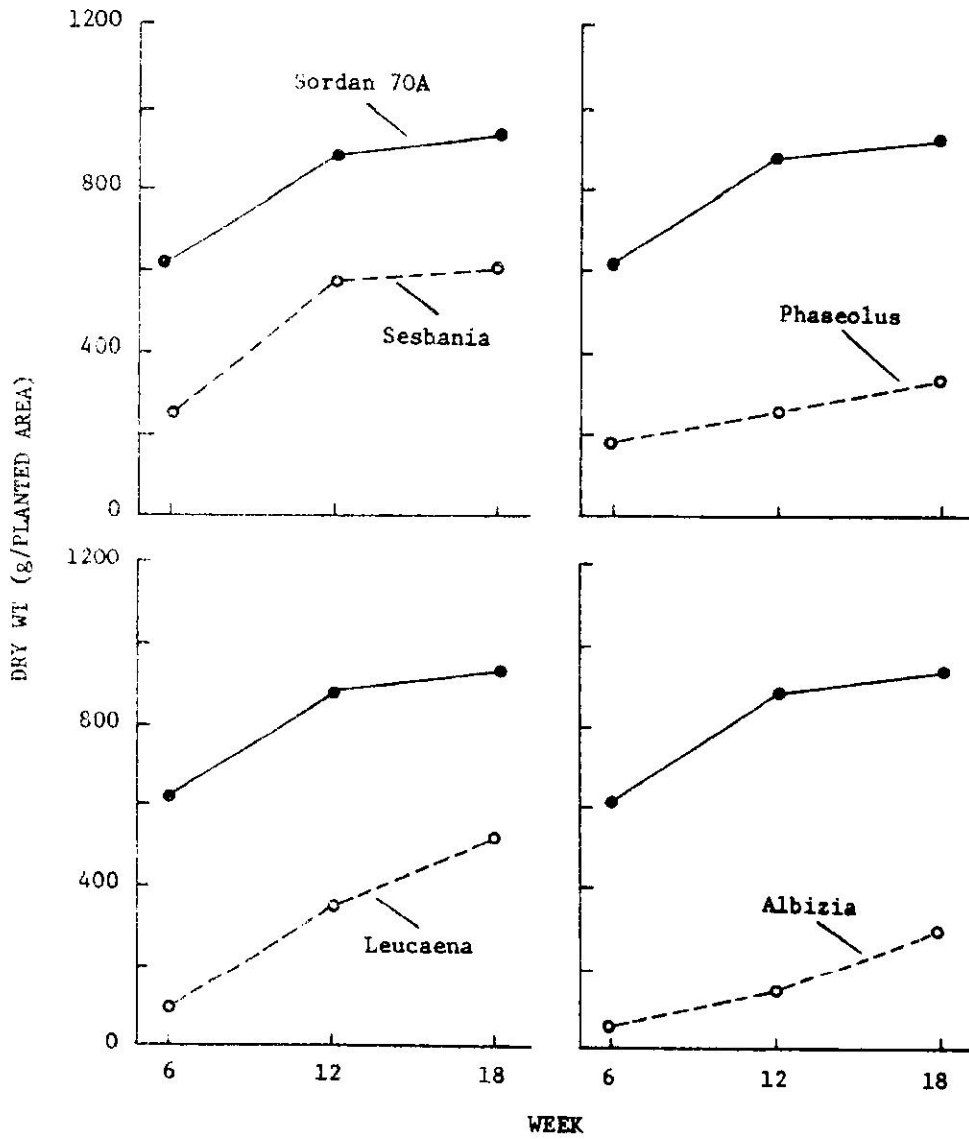 1200
Sordan 70A
800
Phaseolus
Sesbania
400
0
DRY WT (g/PLANTED AREA)
1200
800
400
Albizia
Leucaena
0
6 12 18 6 12 18
WEEK